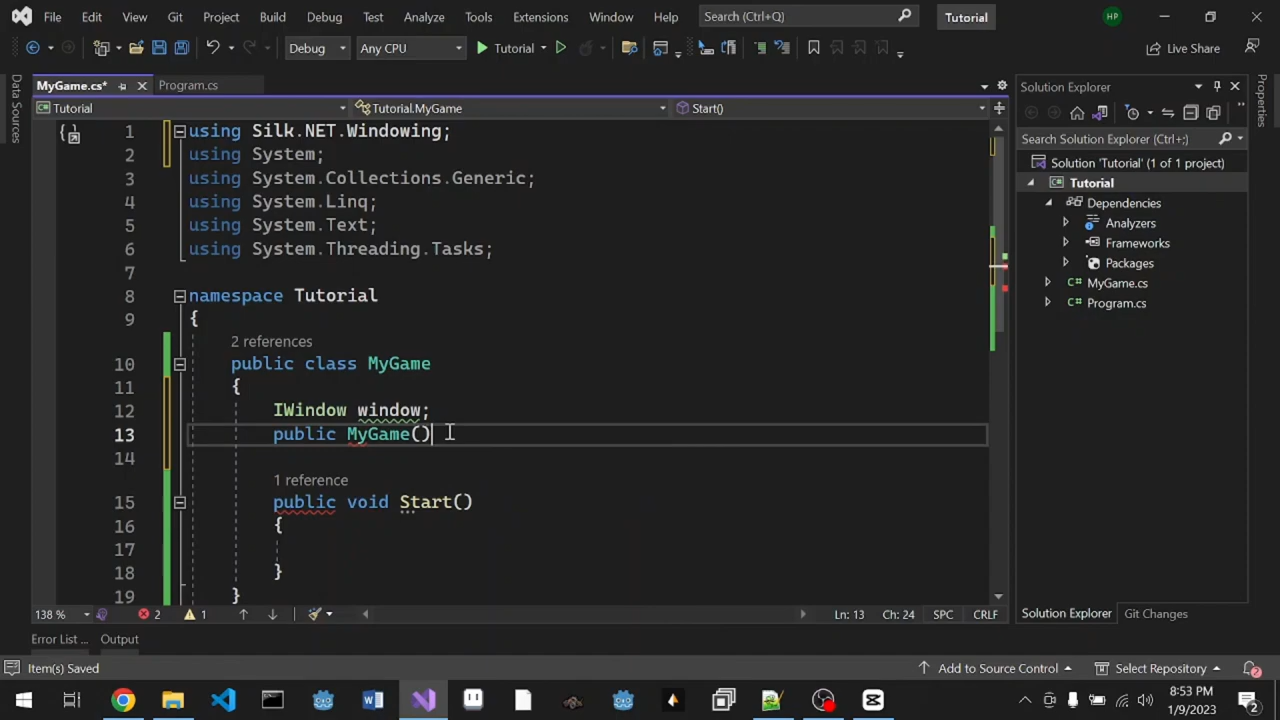 File Edit View Git Project Build Debug Test Analyze Tools Extensions Window Help Search (Ctrl+Q) Tutorial HP
Debug Any CPU Tutorial Live Share
MyGame.cs* Program.cs
Tutorial Tutorial.MyGame Start()
Data Sources
1 using Silk.NET.Windowing;
2 using System;
3 using System.Collections.Generic;
4 using System.Linq;
5 using System.Text;
6 using System.Threading.Tasks;
7
8 namespace Tutorial
9 {
2 references
10 public class MyGame
11 {
12 IWindow window;
13 public MyGame()
14
1 reference
15 public void Start()
16 {
17
18 }
19 }
138 % 2 1 Ln: 13 Ch: 24 SPC CRLF
Error List ... Output
Solution Explorer
Search Solution Explorer (Ctrl+;)
Solution 'Tutorial' (1 of 1 project)
Tutorial
Dependencies
Analyzers
Frameworks
Packages
C# MyGame.cs
C# Program.cs
Solution Explorer Git Changes
Properties
Item(s) Saved Add to Source Control Select Repository 2
8:53 PM
1/9/2023
2